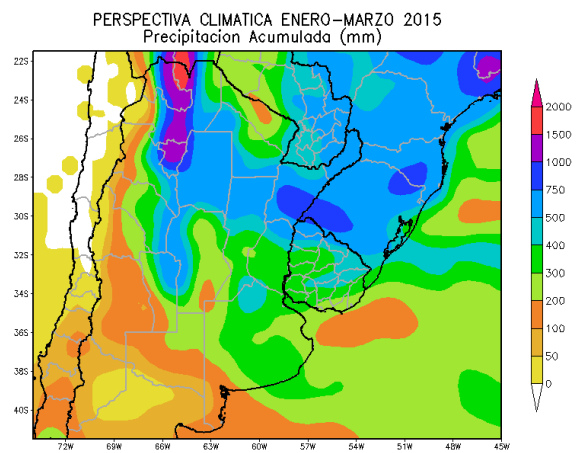 PERSPECTIVA CLIMATICA ENERO-MARZO 2015
Precipitacion Acumulada (mm)
22S
24S
26S
28S
30S
32S
34S
36S
38S
40S
72W
69W
66W
63W
60W
57W
54W
51W
48W
45W
2000
1500
1000
750
500
400
300
200
100
50
0